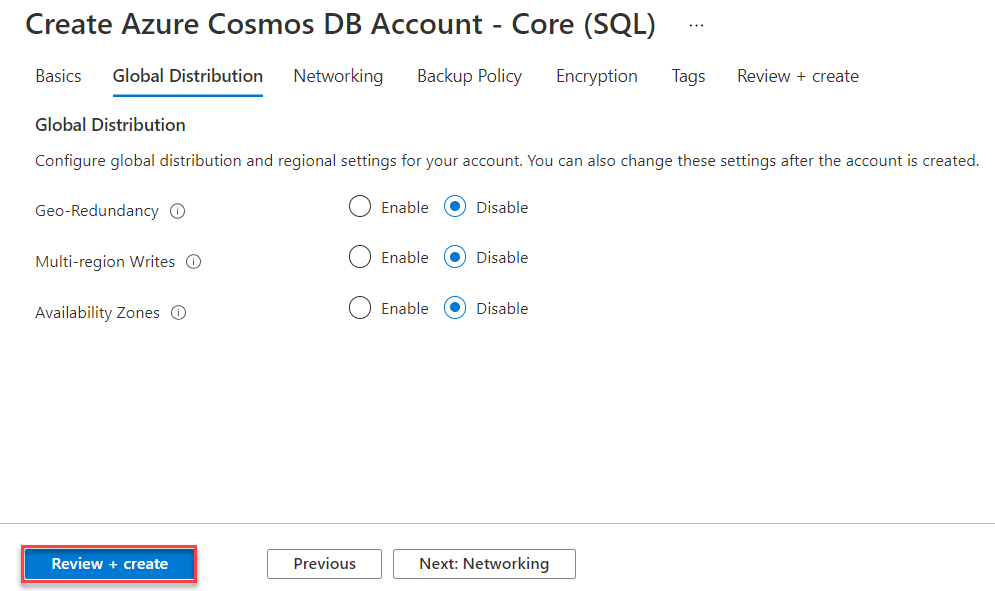 Create Azure Cosmos DB Account - Core (SQL) ...
Basics Global Distribution Networking Backup Policy Encryption Tags Review + create
Global Distribution
Configure global distribution and regional settings for your account. You can also change these settings after the account is created.
Geo-Redundancy Enable Disable
Multi-region Writes Enable Disable
Availability Zones Enable Disable
Review + create Previous Next: Networking